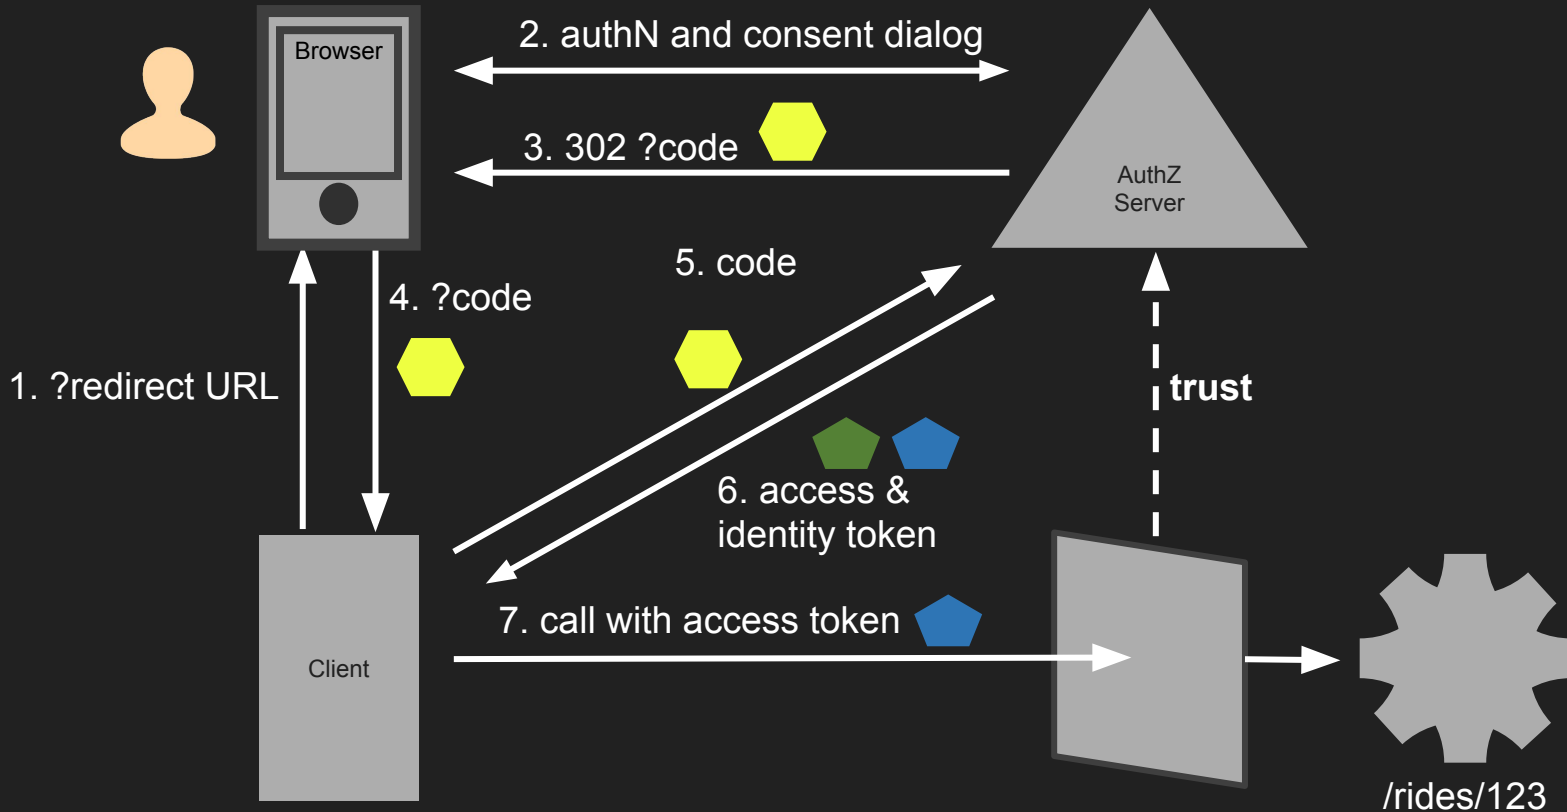 Browser
2. authN and consent dialog
3. 302 ?code
AuthZ
Server
5. code
4. ?code
1. ?redirect URL
trust
6. access &
identity token
7. call with access token
Client
/rides/123